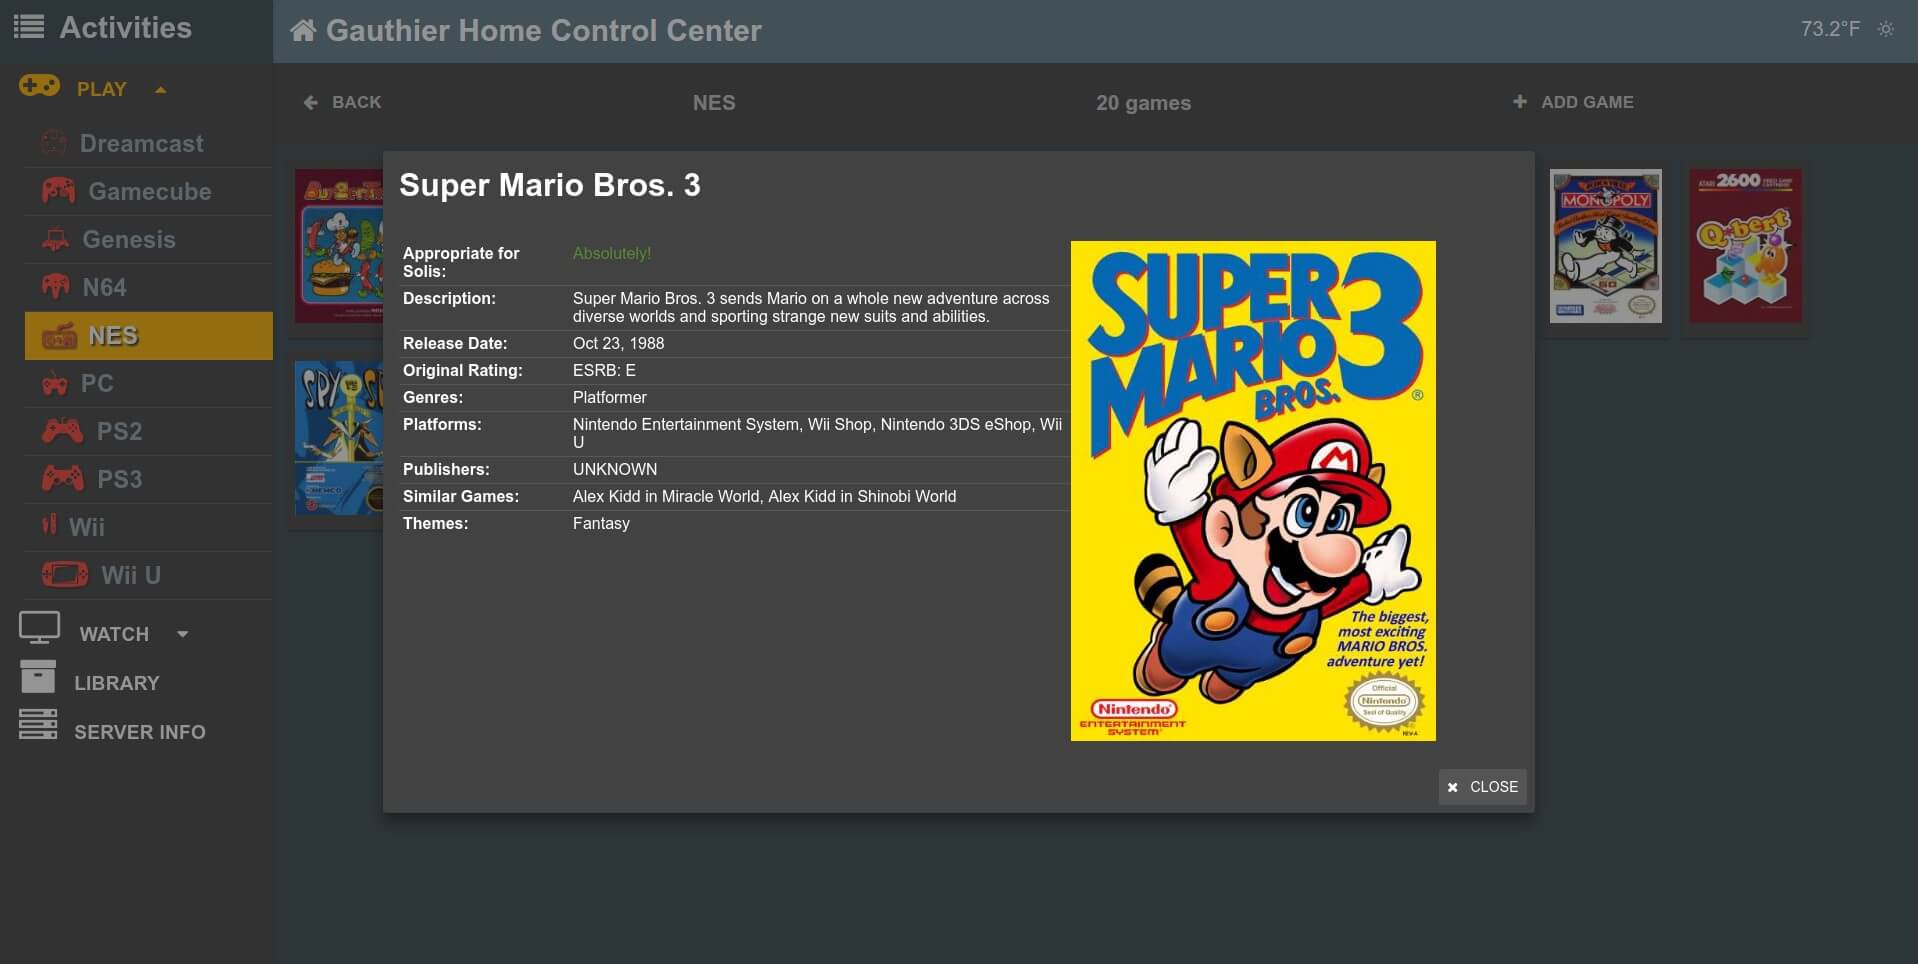 Activities
Gauthier Home Control Center
73.2°F
PLAY
BACK
NES
20 games
ADD GAME
Dreamcast
Gamecube
Genesis
N64
NES
PC
PS2
PS3
Wii
Wii U
WATCH
LIBRARY
SERVER INFO
MONOPOLY
ATARI 2600
Q*bert
SPY VS
Super Mario Bros. 3
Appropriate for Solis: Absolutely!
Description: Super Mario Bros. 3 sends Mario on a whole new adventure across
diverse worlds and sporting strange new suits and abilities.
Release Date: Oct 23, 1988
Original Rating: ESRB: E
Genres: Platformer
Platforms: Nintendo Entertainment System, Wii Shop, Nintendo 3DS eShop, Wii
U
Publishers: UNKNOWN
Similar Games: Alex Kidd in Miracle World, Alex Kidd in Shinobi World
Themes: Fantasy
SUPER
MARIO 3
BROS.
®
M
The biggest,
most exciting
MARIO BROS.
adventure yet!
Nintendo
ENTERTAINMENT
SYSTEM
Official
Nintendo
Seal of Quality
REV-A
CLOSE